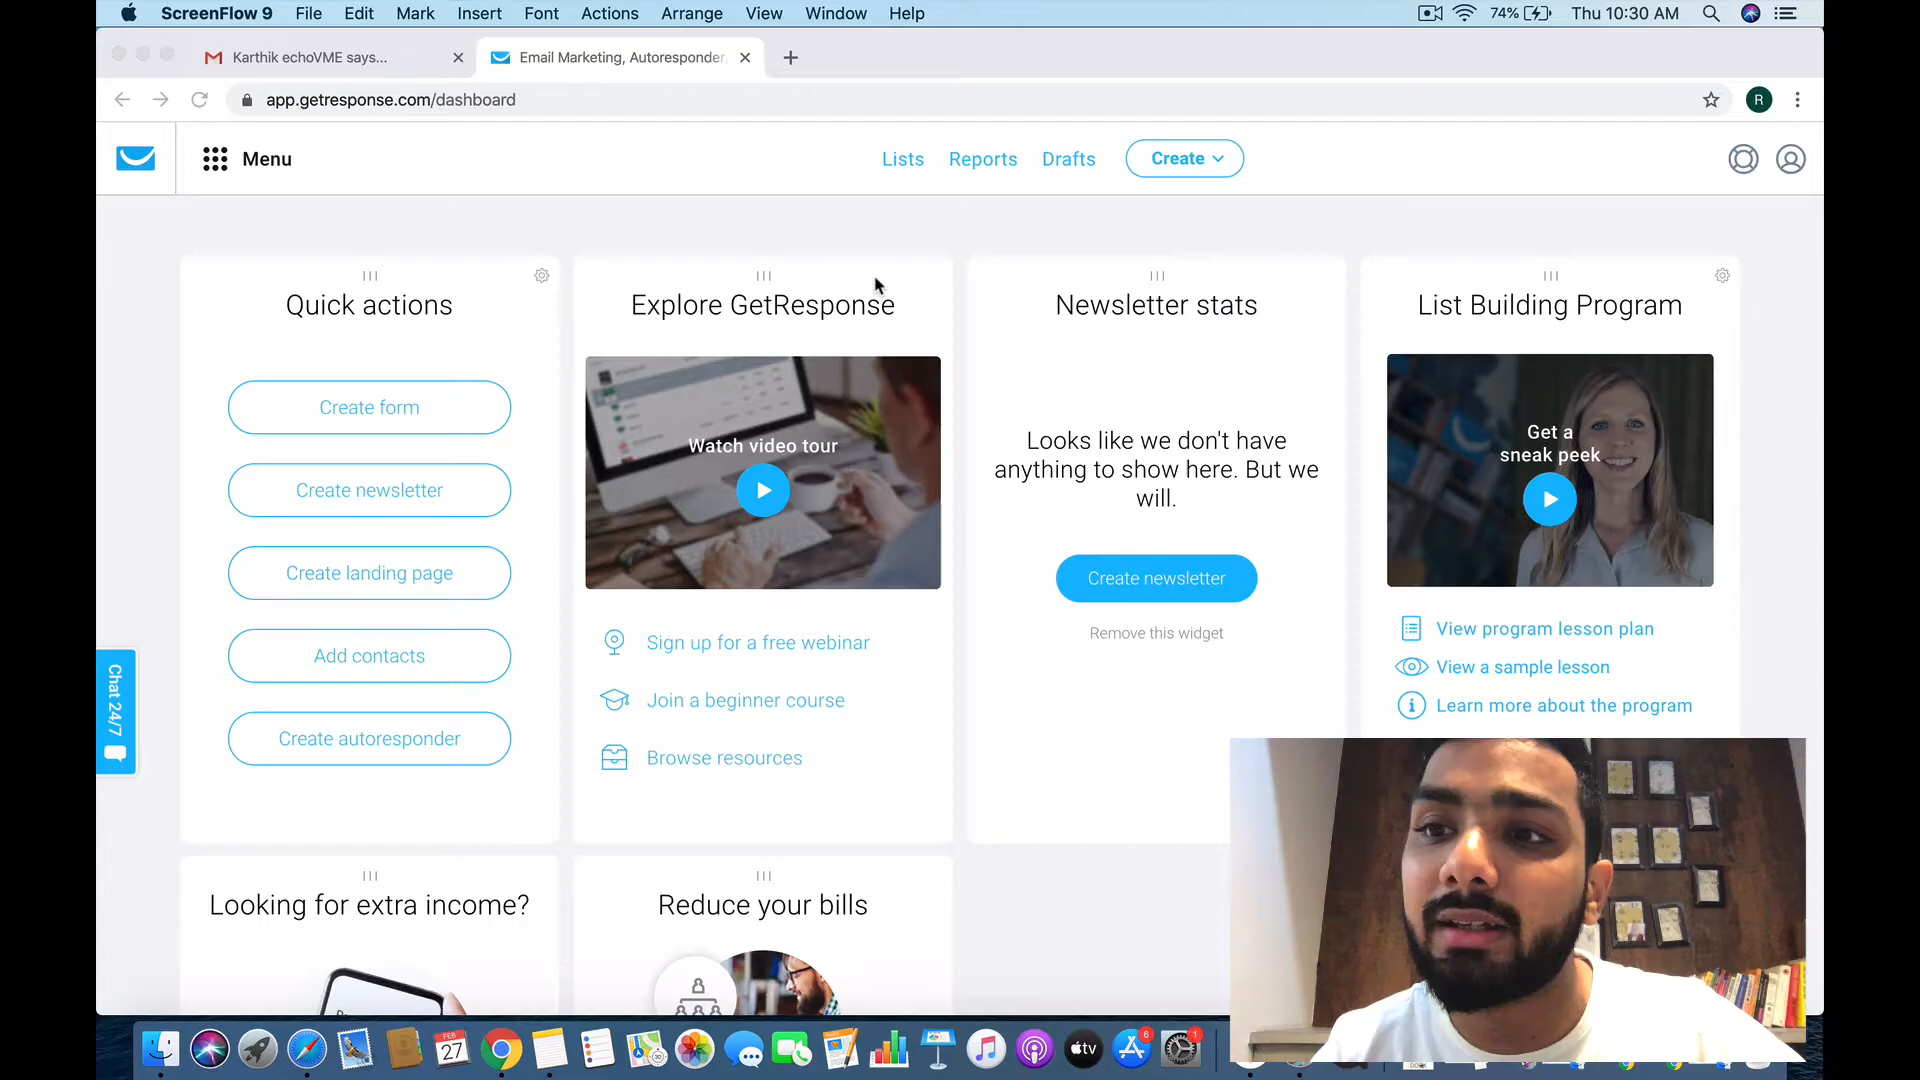 ScreenFlow 9 File Edit Mark Insert Font Actions Arrange View Window Help
74% Thu 10:30 AM
Karthik echoVME says...
Email Marketing, Autoresponder,
app.getresponse.com/dashboard
R
Menu
Lists Reports Drafts Create
Quick actions
Create form
Create newsletter
Create landing page
Add contacts
Create autoresponder
Explore GetResponse
Watch video tour
Sign up for a free webinar
Join a beginner course
Browse resources
Newsletter stats
Looks like we don't have
anything to show here. But we
will.
Create newsletter
Remove this widget
List Building Program
Get a
sneak peek
View program lesson plan
View a sample lesson
Learn more about the program
Chat 24/7
Looking for extra income?
Reduce your bills
FEB
27
tv
6
1